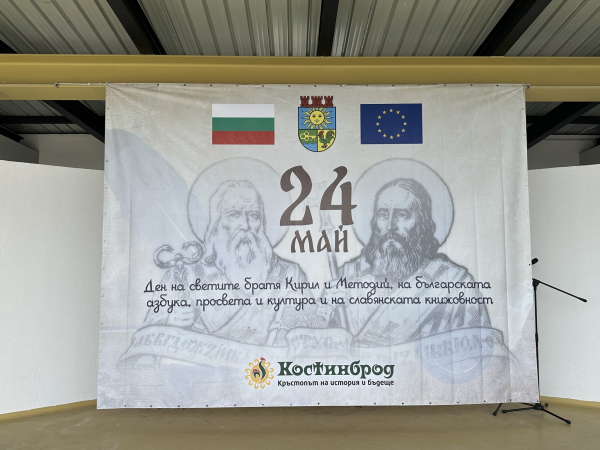 24
МАЙ
Ден на светите братя Кирил и Методий, на българската
азбука, просвета и култура и на славянската книжовност
Костинброд
Кръстопът на история и бъдеще